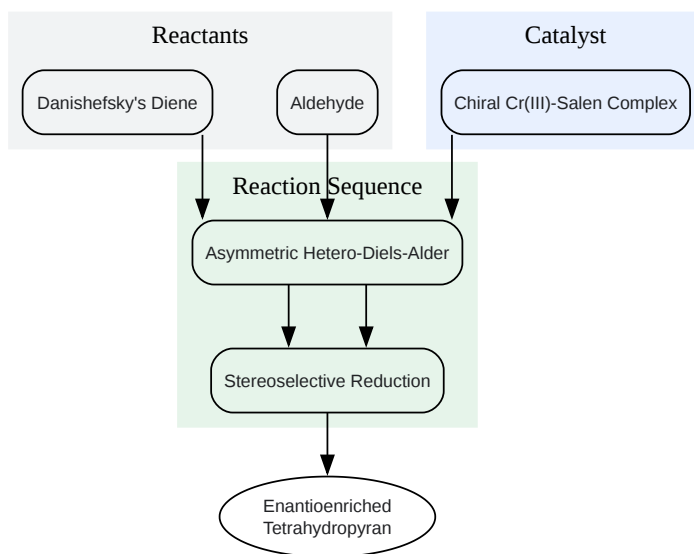 Reactants
Catalyst
Danishefsky's Diene
Aldehyde
Chiral Cr(III)-Salen Complex
Reaction Sequence
Asymmetric Hetero-Diels-Alder
Stereoselective Reduction
Enantioenriched
Tetrahydropyran